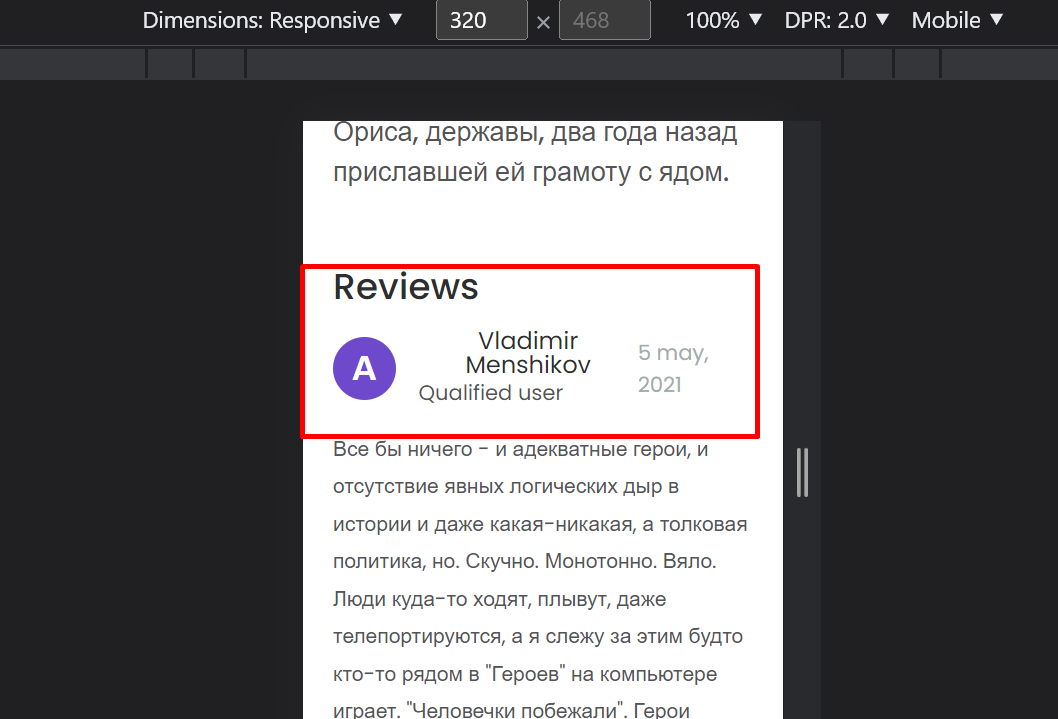 Dimensions: Responsive ▼ 320 × 468 100% ▼ DPR: 2.0 ▼ Mobile ▼
Ориса, державы, два года назад
приславшей ей грамоту с ядом.
Reviews
A
Vladimir
Menshikov
Qualified user
5 may,
2021
Все бы ничего - и адекватные герои, и
отсутствие явных логических дыр в
истории и даже какая-никакая, а толковая
политика, но. Скучно. Монотонно. Вяло.
Люди куда-то ходят, плывут, даже
телепортируются, а я слежу за этим будто
кто-то рядом в "Героев" на компьютере
играет. "Человечки побежали". Герои